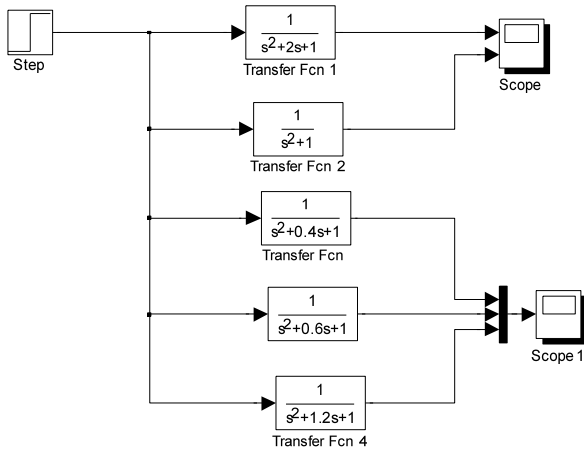 1
s²+2s+1
Step
Transfer Fcn 1
Scope
1
s²+1
Transfer Fcn 2
1
s²+0.4s+1
Transfer Fcn
1
s²+0.6s+1
Scope 1
1
s²+1.2s+1
Transfer Fcn 4